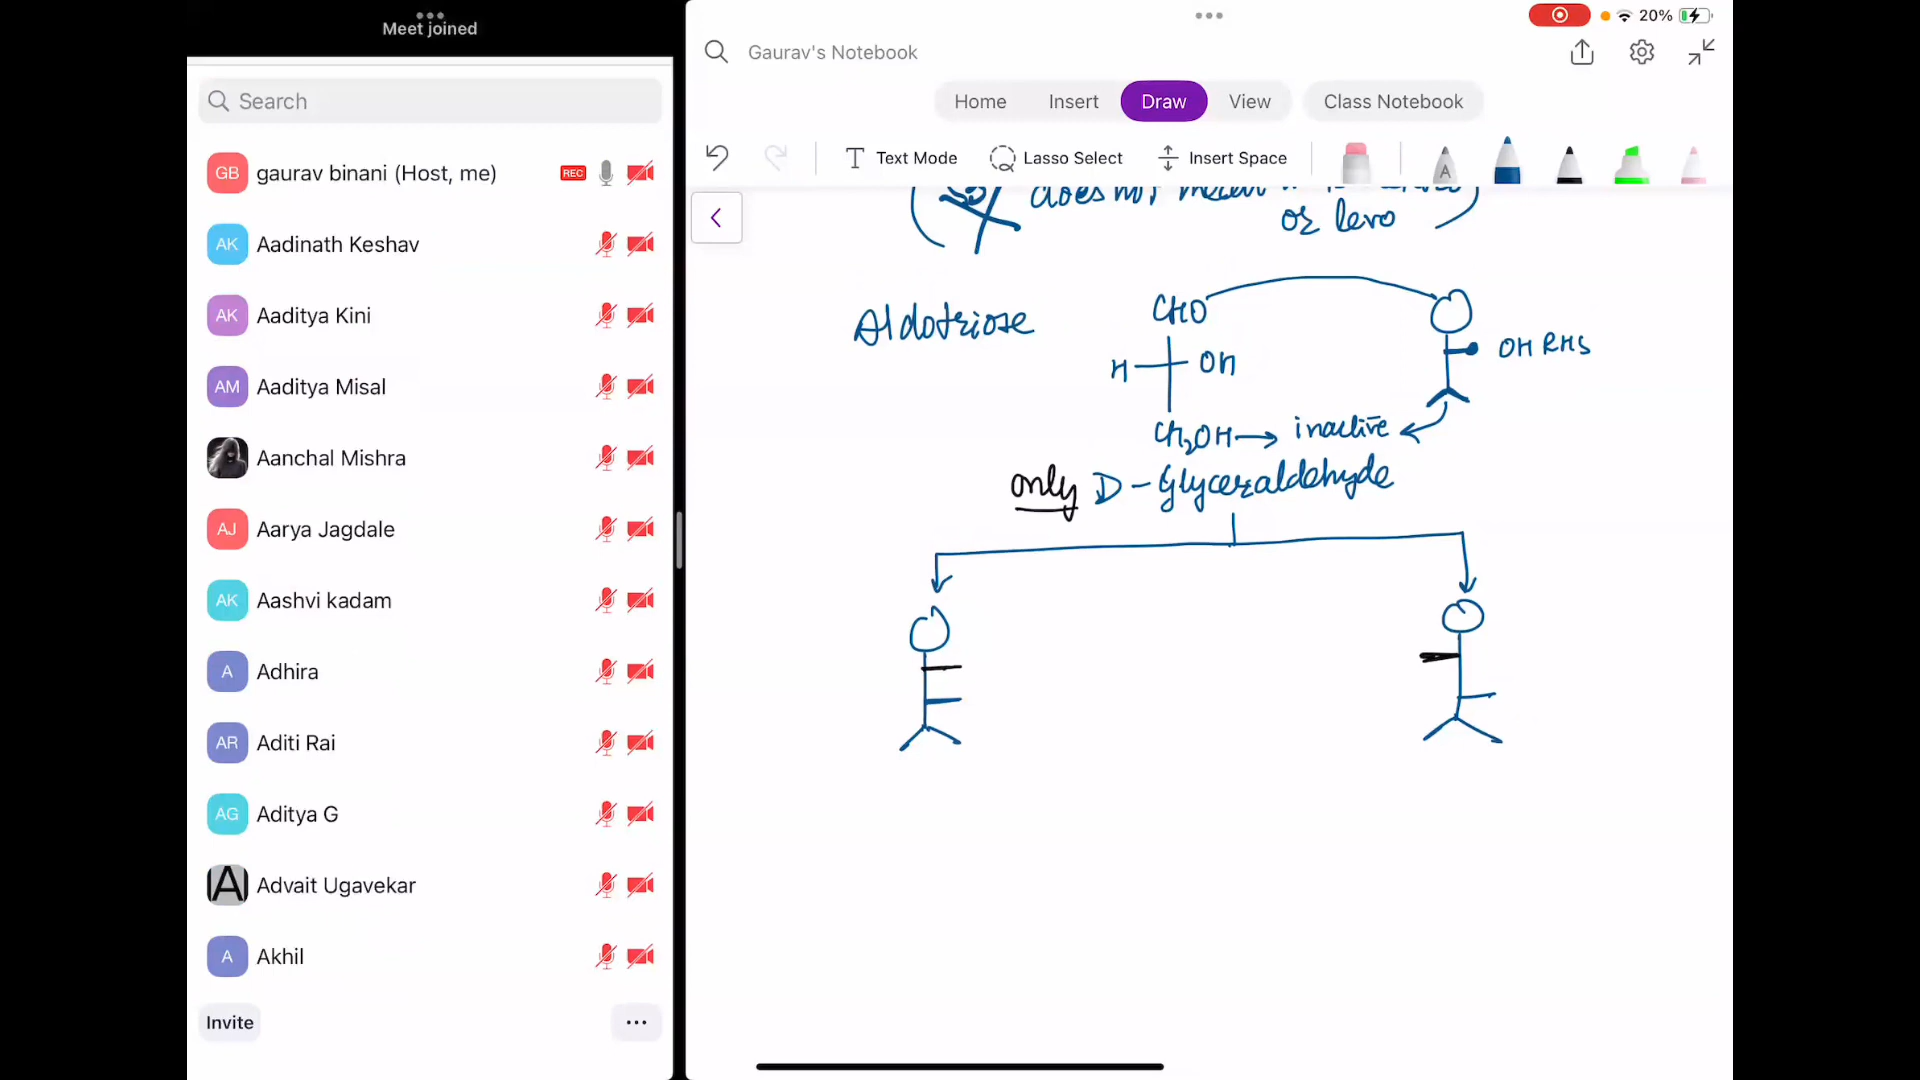 Meet joined
Search
GB gaurav binani (Host, me) REC
AK Aadinath Keshav
AK Aaditya Kini
AM Aaditya Misal
Aanchal Mishra
AJ Aarya Jagdale
AK Aashvi kadam
A Adhira
AR Aditi Rai
AG Aditya G
A Advait Ugavekar
A Akhil
Invite
20%
Gaurav's Notebook
Home Insert Draw View Class Notebook
Text Mode Lasso Select Insert Space
A
does not mean
or levo
Aldotriose CHO
H OH OH RHS
CH2OH → inactive
only D - Glyceraldehyde